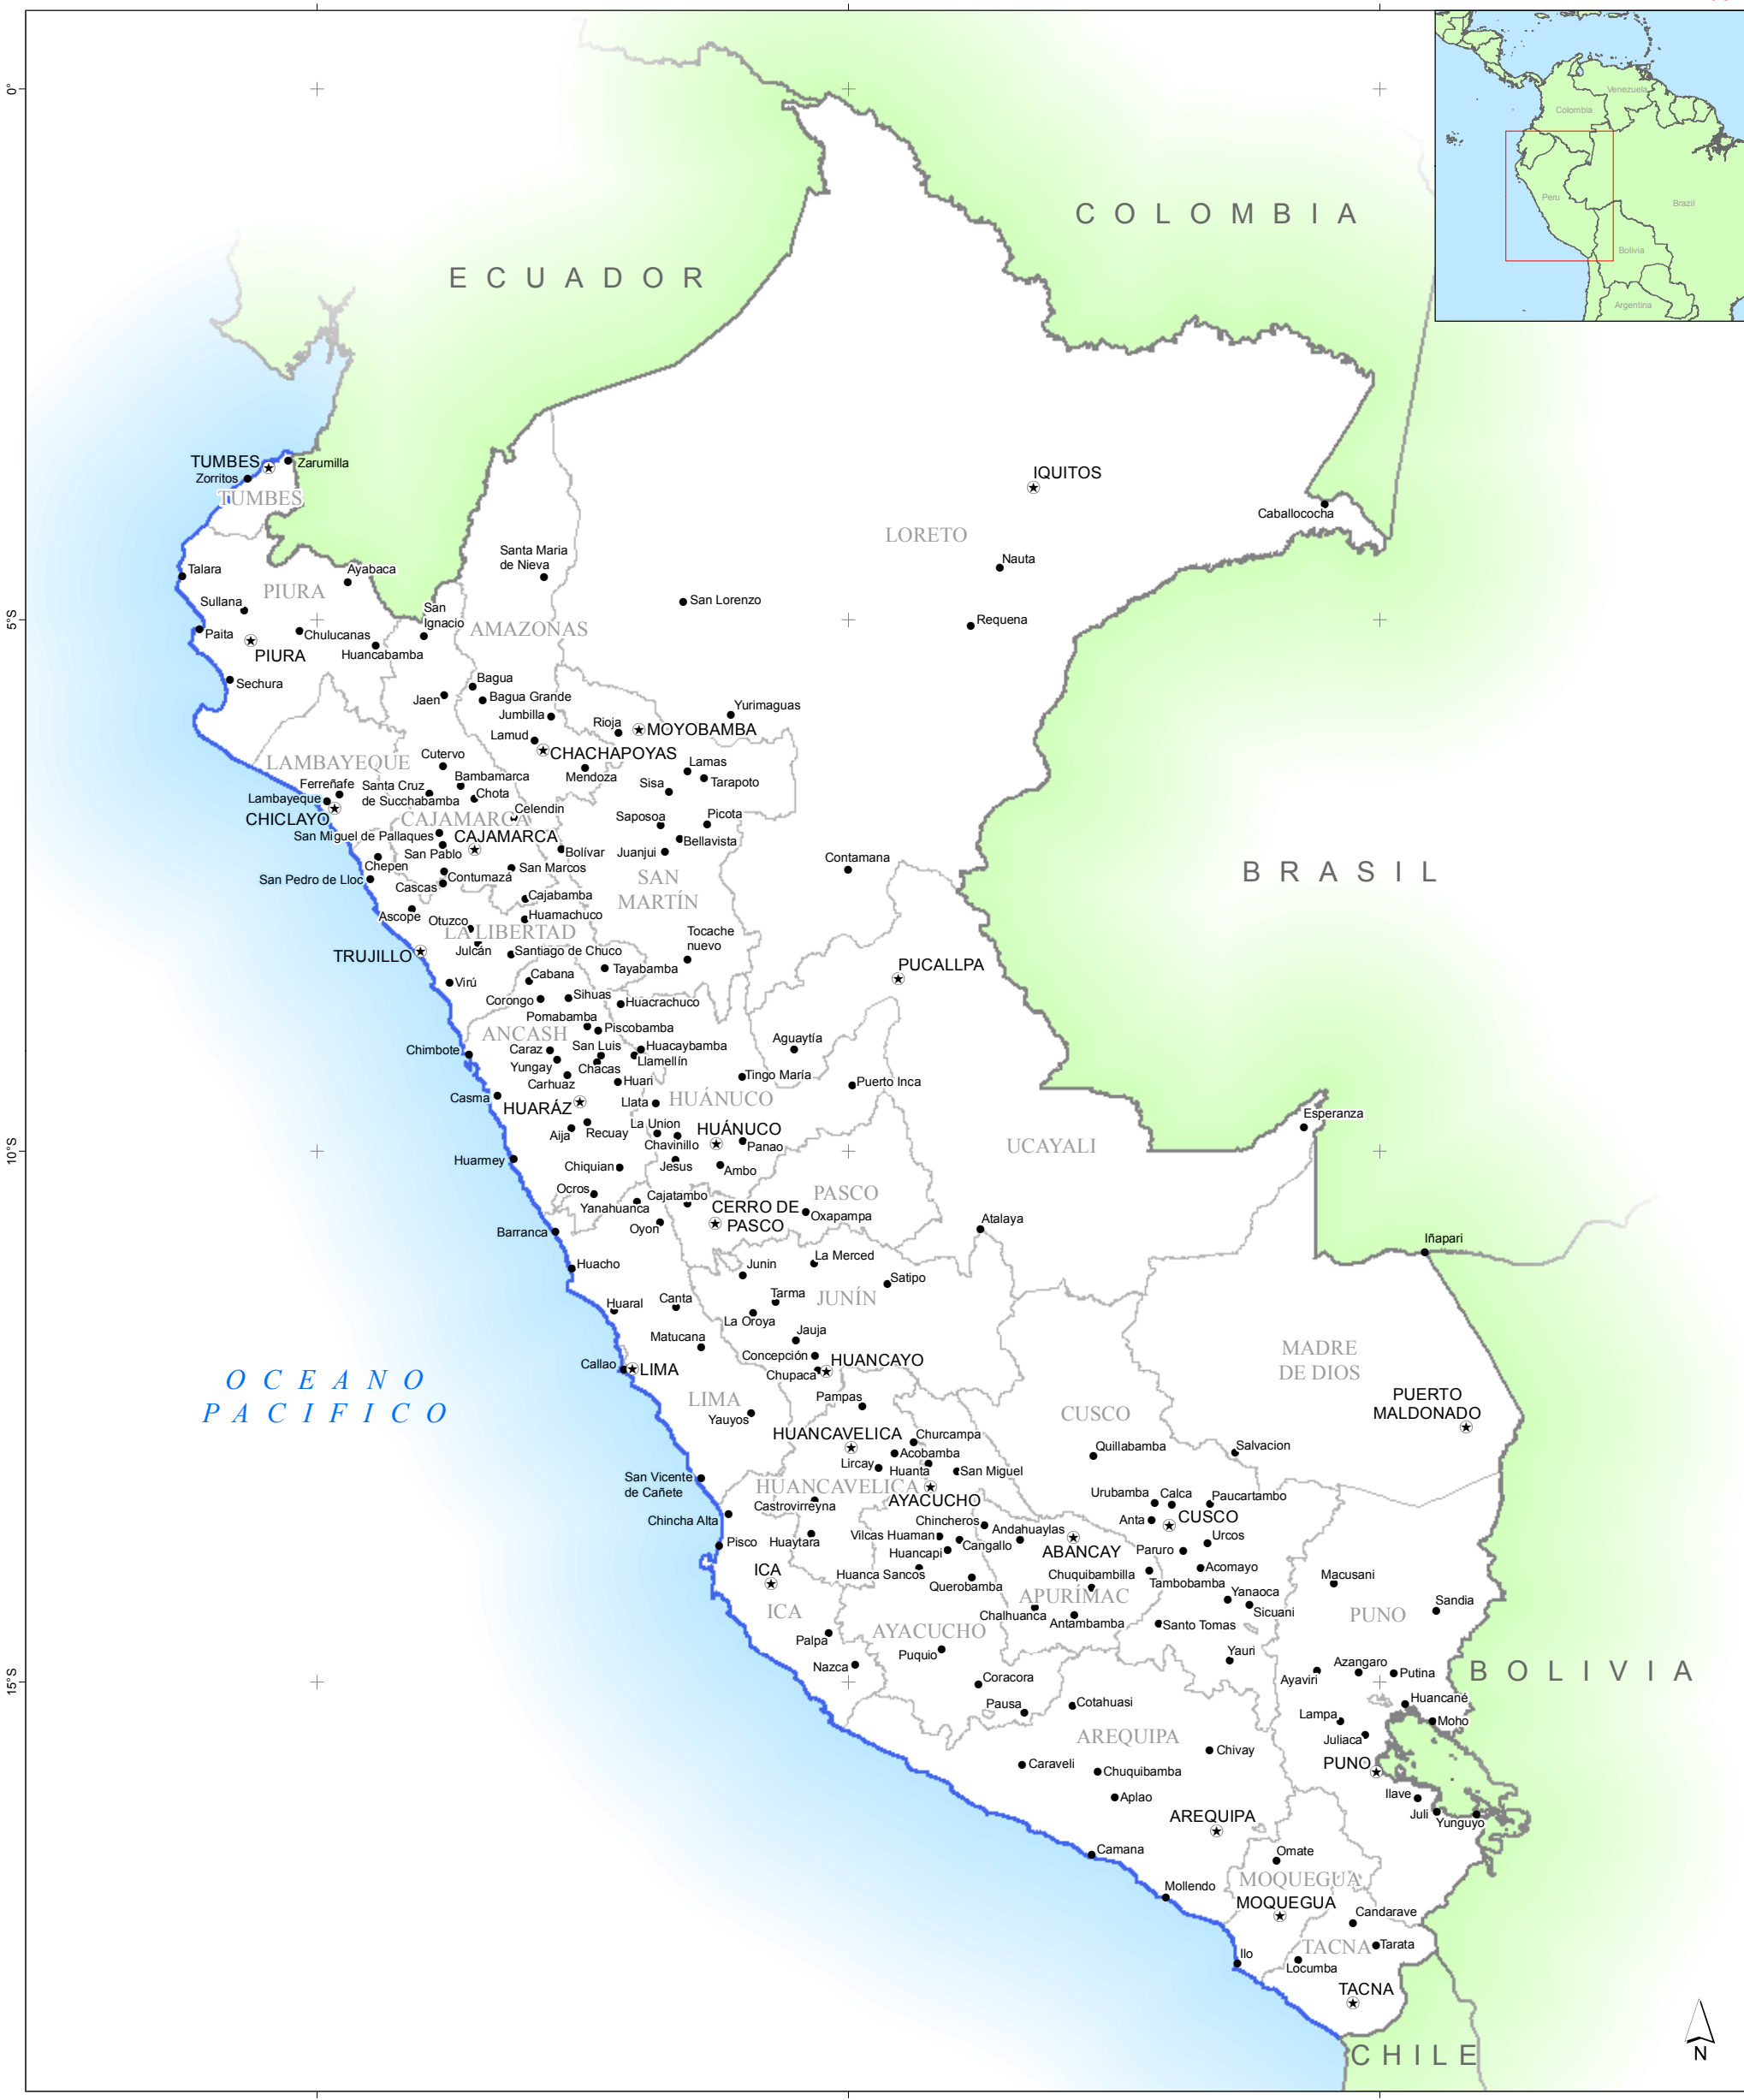 Venezuela
Colombia
Peru
Brazil
Bolivia
Argentina
0°
5°S
10°S
15°S
COLOMBIA
ECUADOR
BRASIL
BOLIVIA
CHILE
OCEANO
PACIFICO
N
TUMBES
Zarumilla
Zorritos
TUMBES
IQUITOS
Caballococha
LORETO
Nauta
Santa Maria
de Nieva
Talara
Ayabaca
PIURA
Sullana
San Lorenzo
San
Ignacio
Requena
AMAZONAS
Paita
Chulucanas
Huancabamba
PIURA
Sechura
Bagua
Jaen
Bagua Grande
Jumbilla
Yurimaguas
Rioja
MOYOBAMBA
Lamud
CHACHAPOYAS
LAMBAYEQUE
Cutervo
Lamas
Mendoza
Tarapoto
Bambamarca
Sisa
Ferreñafe
Santa Cruz
de Succhabamba
Chota
Lambayeque
Celendin
CHICLAYO
CAJAMARCA
Saposoa
Picota
San Miguel de Pallaques
CAJAMARCA
Bellavista
San Pablo
Bolívar
Juanjui
Contamana
Chepen
San Marcos
San Pedro de Lloc
Contumazá
Cascas
SAN
MARTÍN
Cajabamba
Ascope
Otuzco
Huamachuco
LA LIBERTAD
Tocache
nuevo
Julcán
Santiago de Chuco
TRUJILLO
PUCALLPA
Tayabamba
Virú
Cabana
Corongo
Sihuas
Huacrachuco
Pomabamba
Piscobamba
ANCASH
Aguaytía
Chimbote
Caraz
San Luis
Huacaybamba
Llamellín
Yungay
Chacas
Carhuaz
Huari
Tingo María
Puerto Inca
Casma
HUARÁZ
Llata
HUÁNUCO
Esperanza
Aija
Recuay
La Union
HUÁNUCO
Chavinillo
Panao
UCAYALI
Huarmey
Chiquian
Jesus
Ambo
Ocros
Cajatambo
Yanahuanca
PASCO
CERRO DE
PASCO
Oxapampa
Oyon
Barranca
Atalaya
Iñapari
Huacho
Junin
La Merced
Satipo
JUNÍN
Huaral
Canta
Tarma
La Oroya
Matucana
Jauja
Callao
LIMA
Concepción
HUANCAYO
Chupaca
MADRE
DE DIOS
LIMA
Pampas
PUERTO
MALDONADO
Yauyos
CUSCO
HUANCAVELICA
Churcampa
Quillabamba
Salvacion
Acobamba
Lircay
Huanta
San Miguel
San Vicente
de Cañete
HUANCAVELICA
Urubamba
Calca
Paucartambo
Castrovirreyna
AYACUCHO
Chincha Alta
Anta
CUSCO
Chincheros
Andahuaylas
Pisco
Huaytara
Vilcas Huaman
Cangallo
ABANCAY
Paruro
Urcos
Huancapi
ICA
Huanca Sancos
Chuquibambilla
Acomayo
Querobamba
Tambobamba
Macusani
APURÍMAC
Yanaoca
Sandia
ICA
Chalhuanca
Antambamba
Sicuani
PUNO
Santo Tomas
Palpa
AYACUCHO
Puquio
Yauri
Nazca
Azangaro
Putina
Ayaviri
Coracora
Huancané
Pausa
Cotahuasi
Lampa
Moho
AREQUIPA
Juliaca
Chivay
Caraveli
PUNO
Chuquibamba
Aplao
Ilave
AREQUIPA
Juli
Yunguyo
Camana
Omate
MOQUEGUA
Mollendo
MOQUEGUA
Candarave
TACNA
Tarata
Ilo
Locumba
TACNA